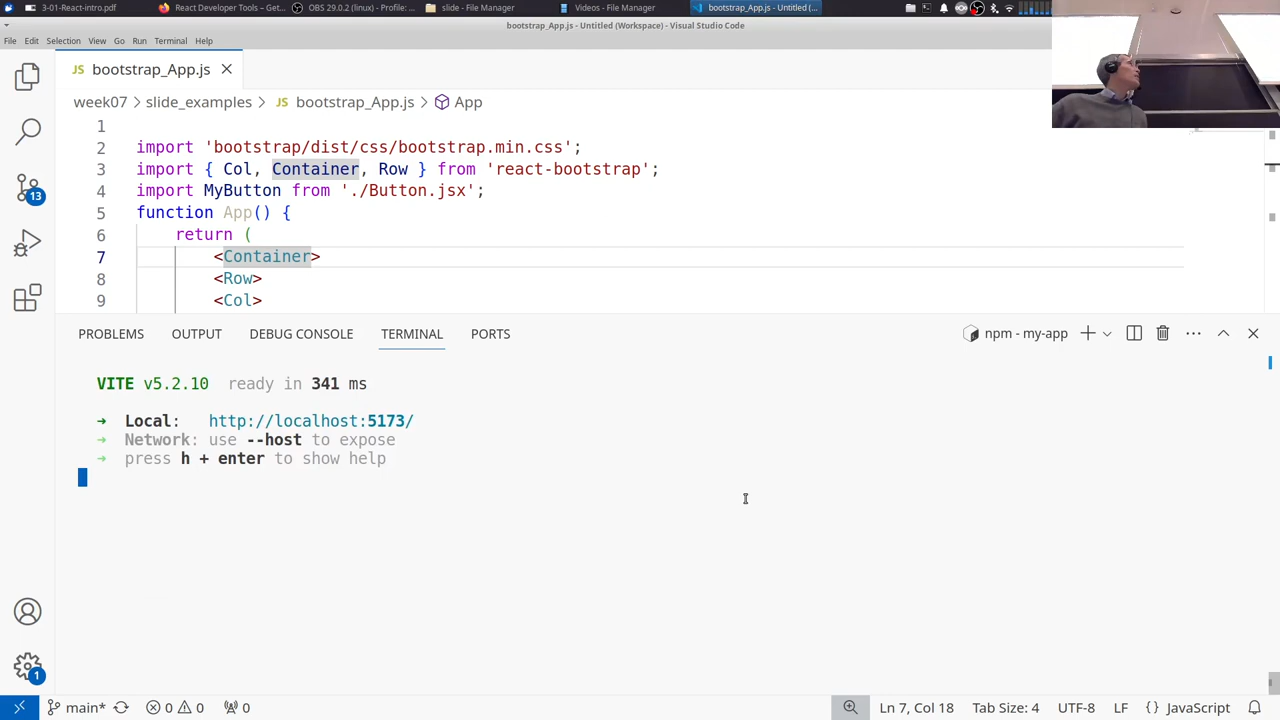 3-01-React-intro.pdf
React Developer Tools – Get...
OBS 29.0.2 (linux) - Profile: ...
slide - File Manager
Videos - File Manager
bootstrap_App.js - Untitled (...
bootstrap_App.js - Untitled (Workspace) - Visual Studio Code
File Edit Selection View Go Run Terminal Help
JS bootstrap_App.js
week07 > slide_examples > JS bootstrap_App.js > App
1
2 import 'bootstrap/dist/css/bootstrap.min.css';
3 import { Col, Container, Row } from 'react-bootstrap';
4 import MyButton from './Button.jsx';
5 function App() {
6 return (
7 <Container>
8 <Row>
9 <Col>
13
PROBLEMS OUTPUT DEBUG CONSOLE TERMINAL PORTS
npm - my-app
VITE v5.2.10 ready in 341 ms
➜ Local: http://localhost:5173/
➜ Network: use --host to expose
➜ press h + enter to show help
1
main* 0 0 0
Ln 7, Col 18 Tab Size: 4 UTF-8 LF {} JavaScript